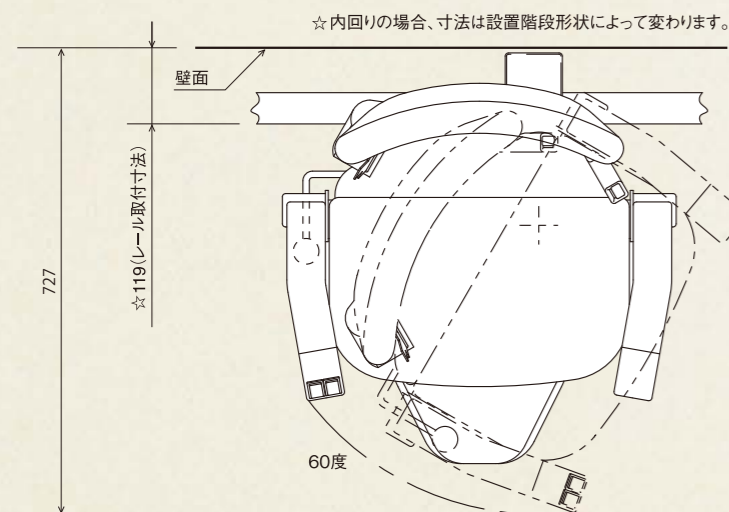 ☆内回りの場合、寸法は設置階段形状によって変わります。
壁面
☆119(レール取付寸法)
727
60度